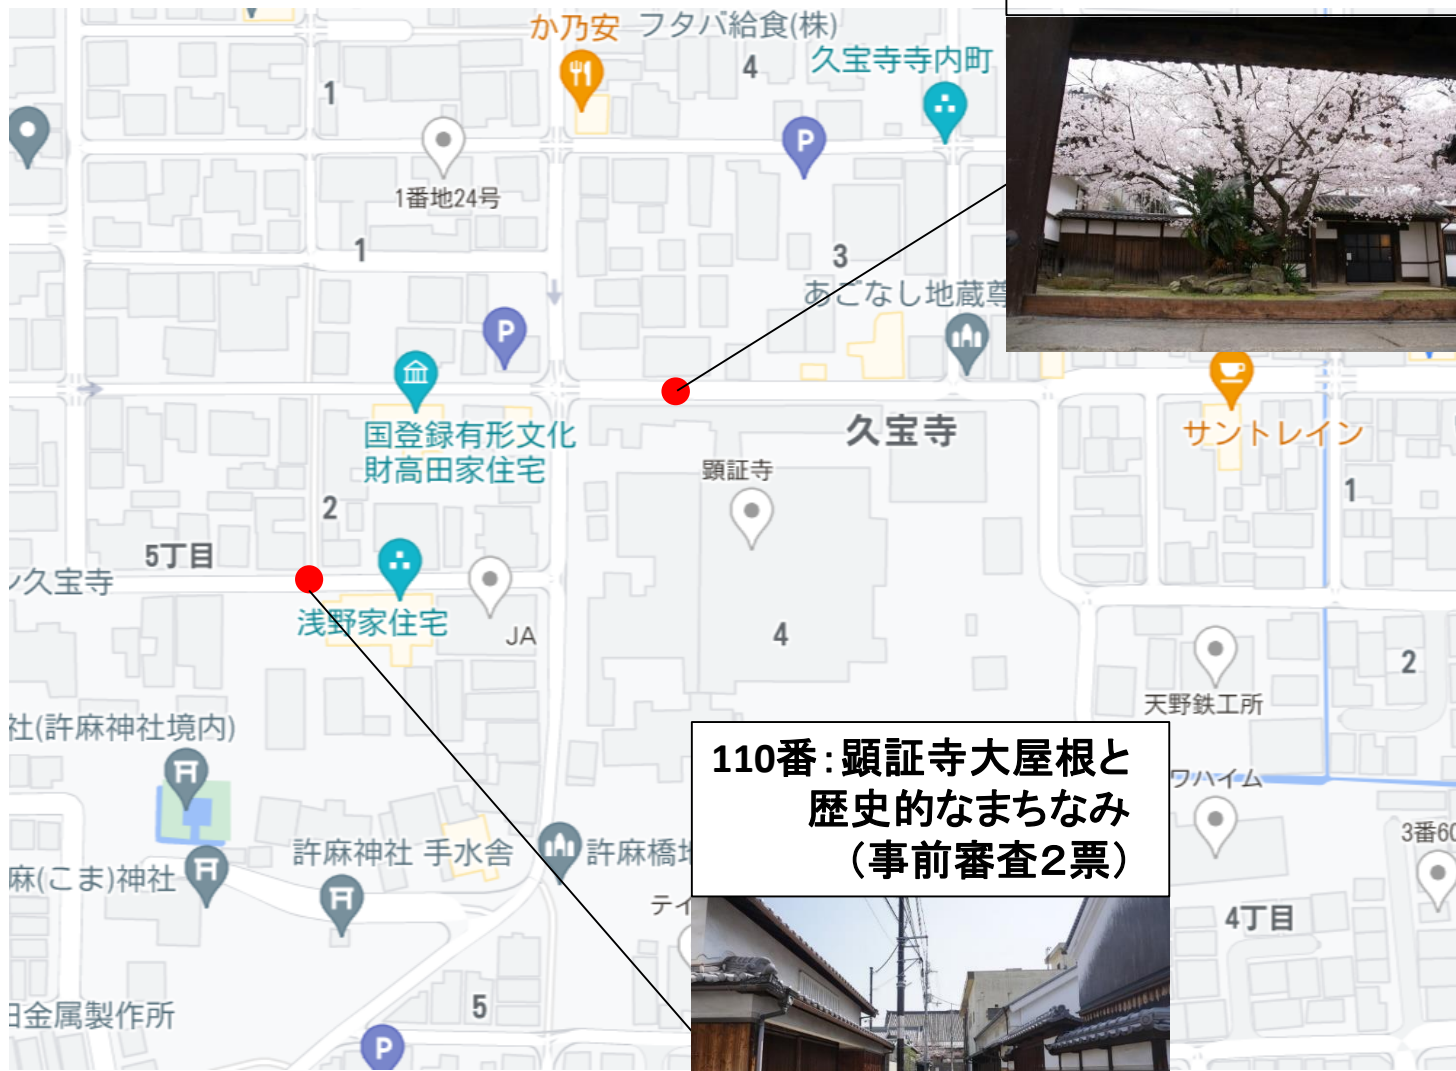 か乃安
フタバ給食(株)
4
久宝寺寺内町
1
P
1番地24号
1
3
あごなし地蔵尊
P
国登録有形文化
財高田家住宅
久宝寺
サントレイン
顕証寺
2
1
5丁目
久宝寺
浅野家住宅
JA
4
2
天野鉄工所
社(許麻神社境内)
110番：顕証寺大屋根と
歴史的なまちなみ
（事前審査２票）
ワハイム
許麻神社 手水舎
許麻橋地
3番60
麻(こま)神社
テイ
4丁目
5
田金属製作所
P